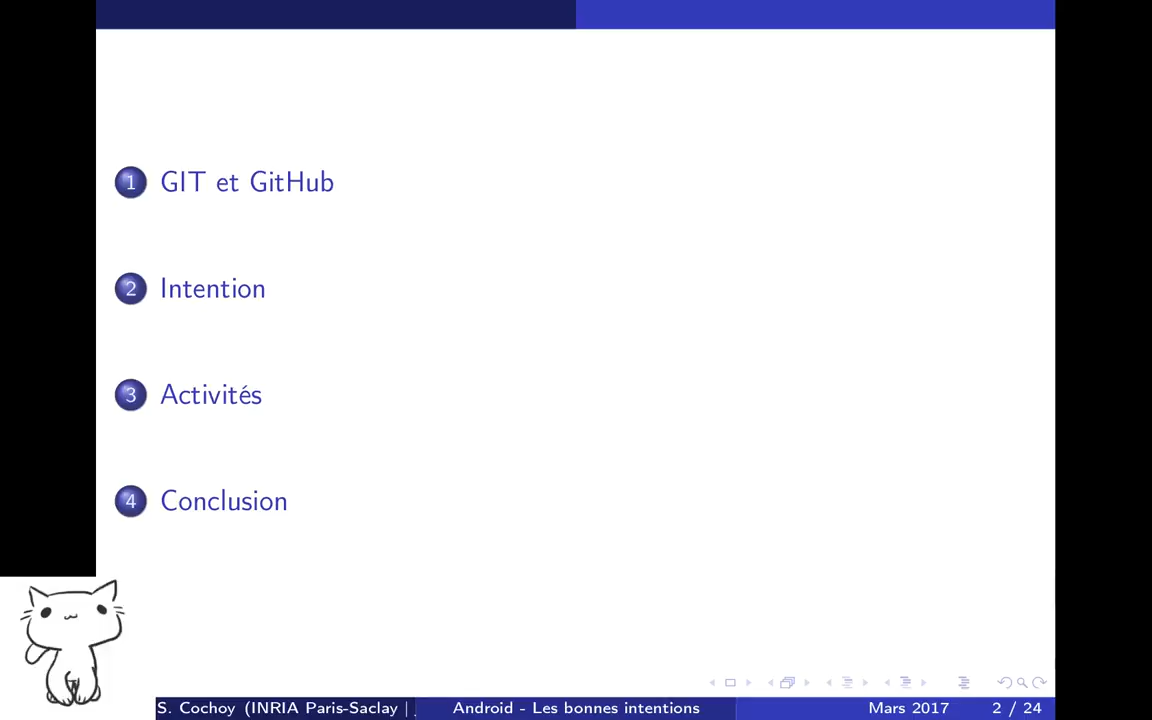 1 GIT et GitHub
2 Intention
3 Activités
4 Conclusion
S. Cochoy (INRIA Paris-Saclay | Android - Les bonnes intentions Mars 2017 2 / 24